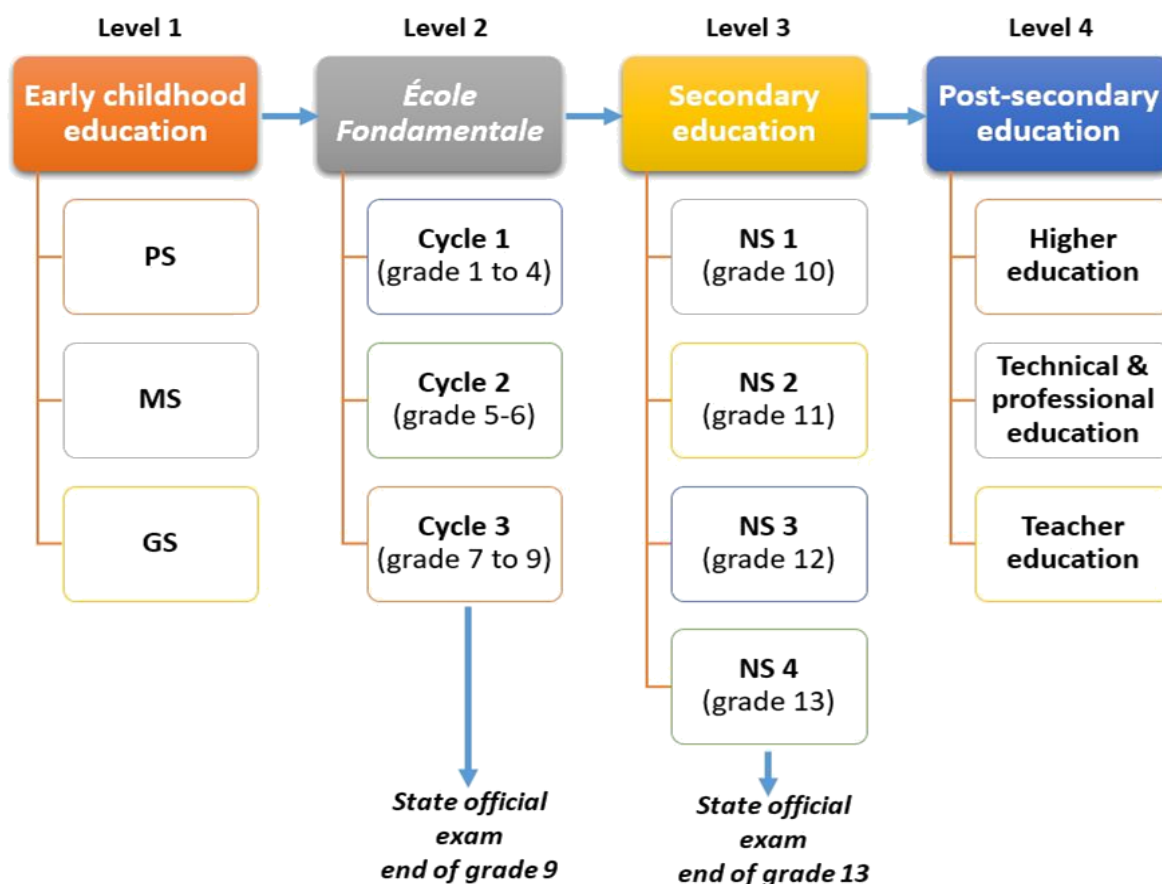 Level 1
Early childhood
education
PS
MS
GS
Level 2
École
Fondamentale
Cycle 1
(grade 1 to 4)
Cycle 2
(grade 5-6)
Cycle 3
(grade 7 to 9)
State official
exam
end of grade 9
Level 3
Secondary
education
NS 1
(grade 10)
NS 2
(grade 11)
NS 3
(grade 12)
NS 4
(grade 13)
State official
exam
end of grade 13
Level 4
Post-secondary
education
Higher
education
Technical &
professional
education
Teacher
education